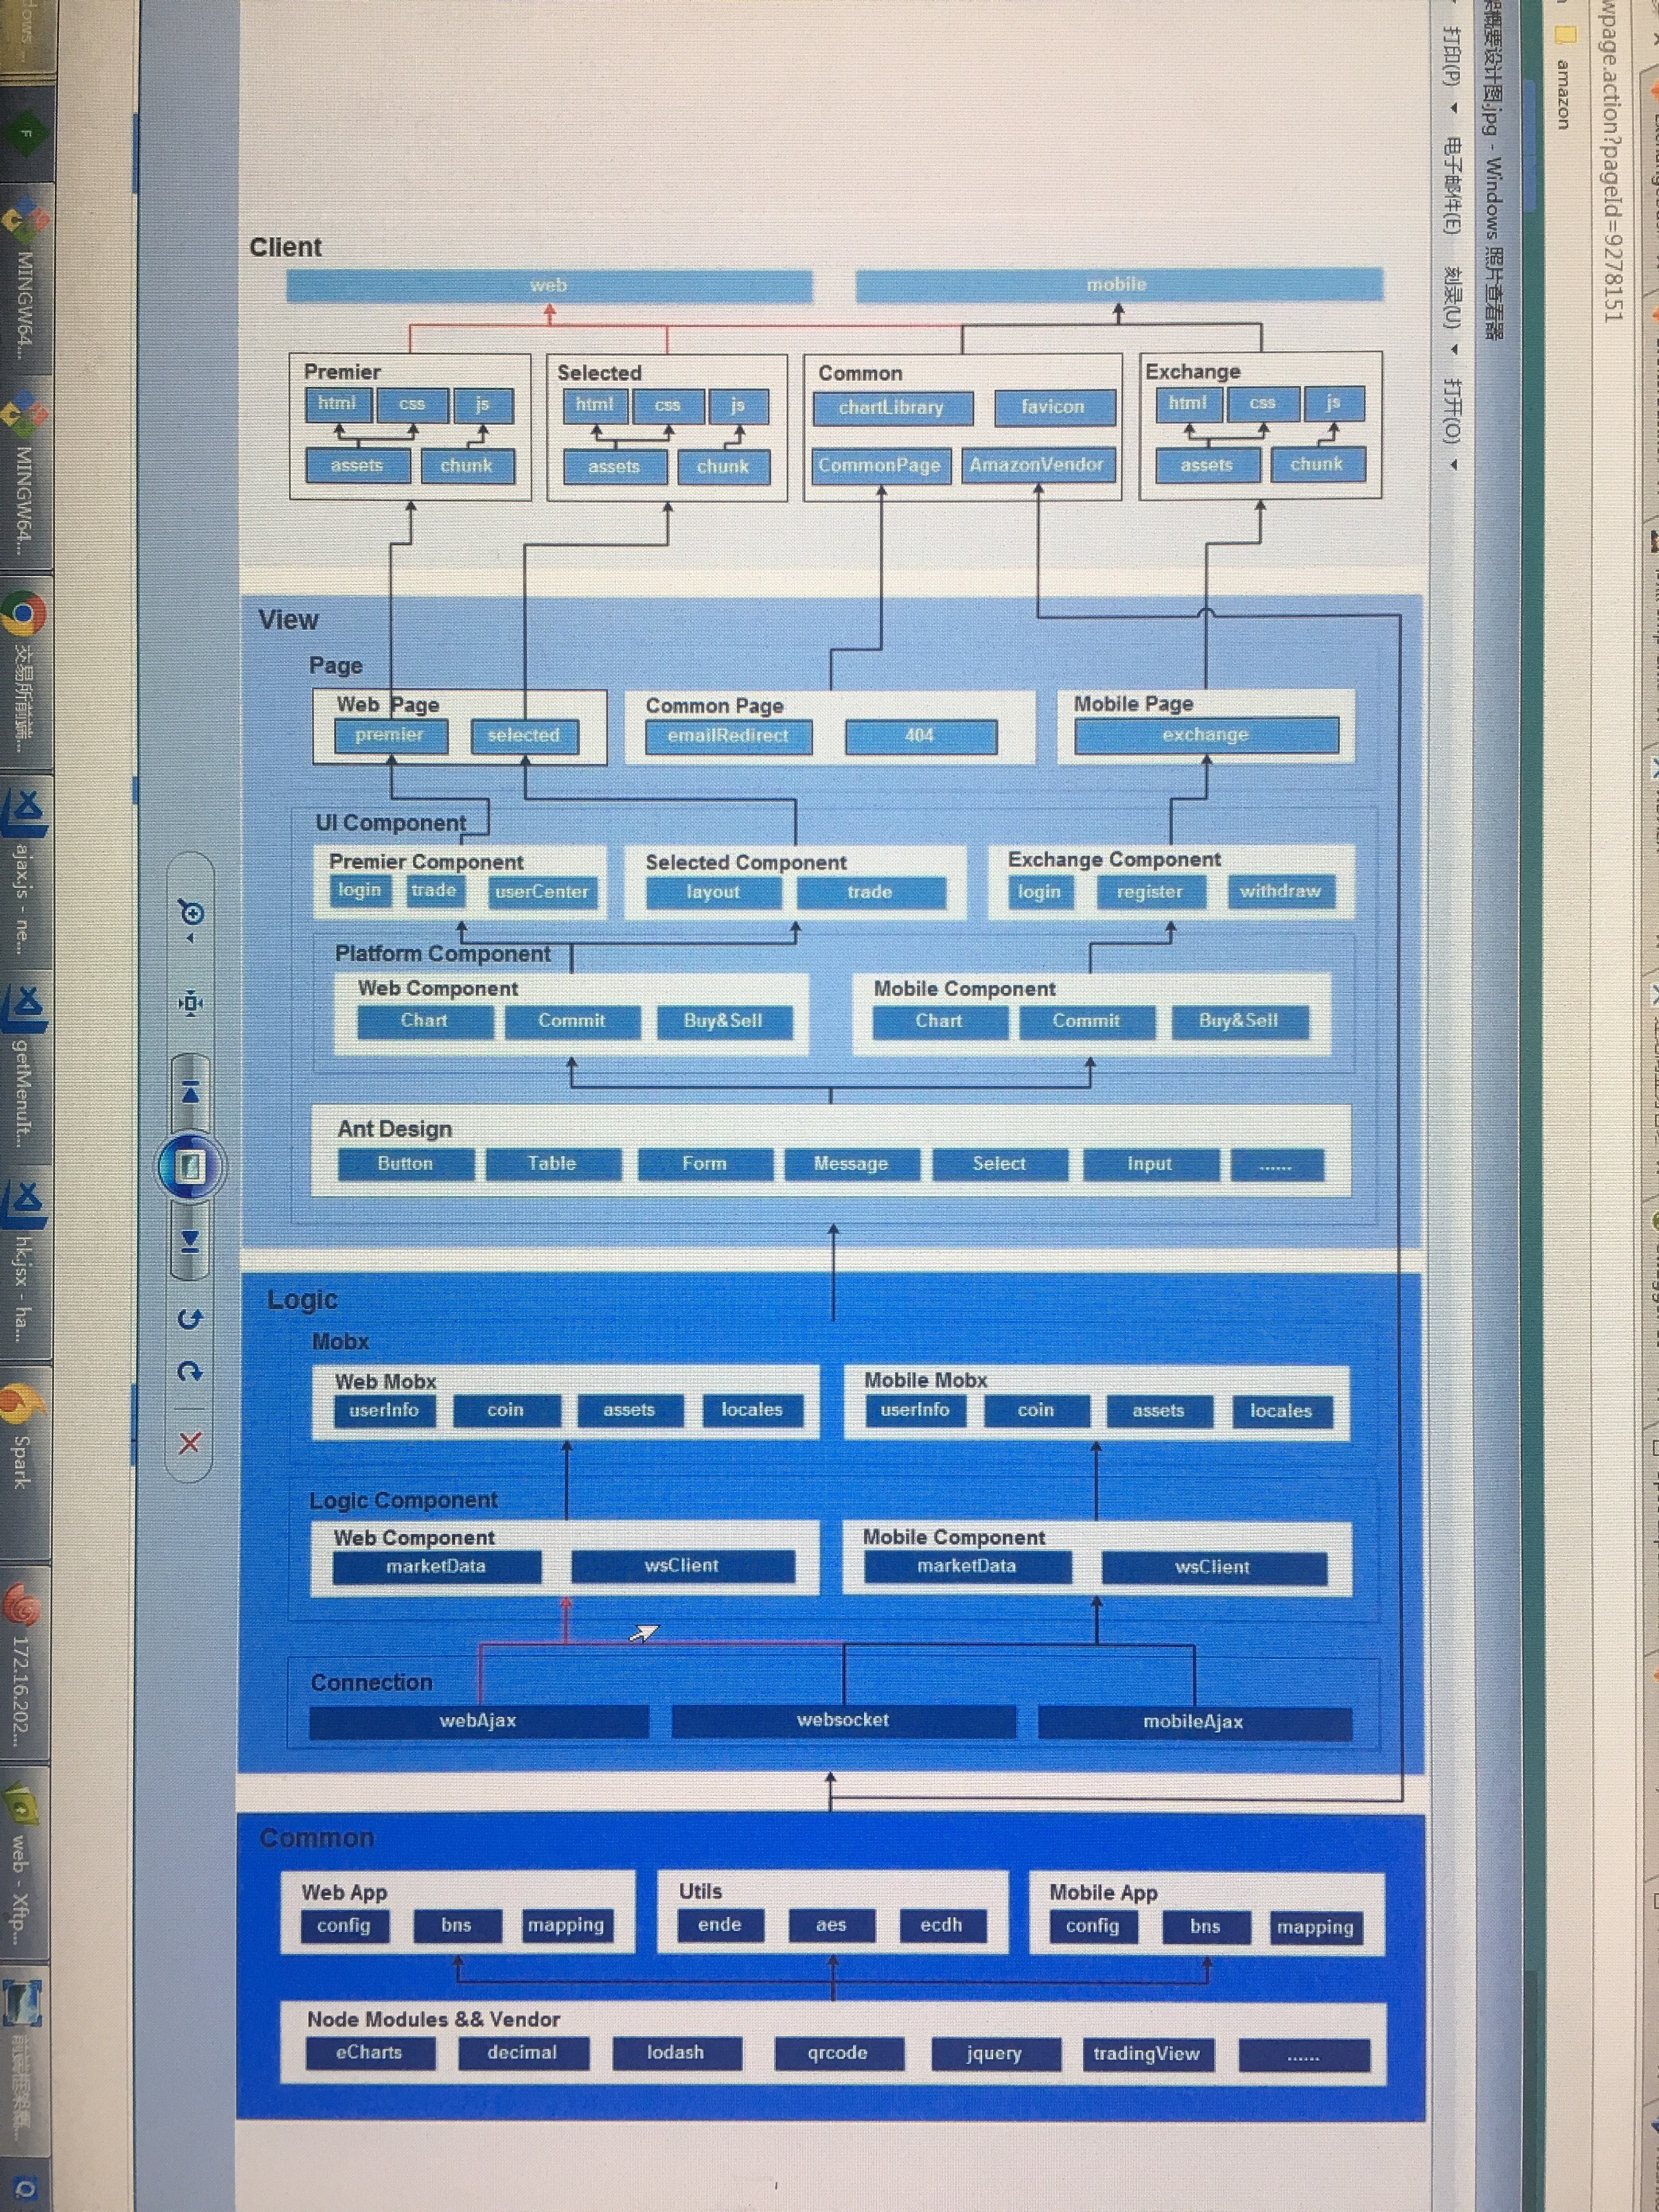 wpage.action?pageId=9278151
amazon
概要设计图.jpg - Windows 照片查看器
打印(P) 电子邮件(E) 刻录(U) 打开(O)
Client
web mobile
Premier Selected Common Exchange
html css js html css js chartLibrary favicon html css js
assets chunk assets chunk CommonPage AmazonVendor assets chunk
View
Page
Web Page Common Page Mobile Page
premier selected emailRedirect 404 exchange
UI Component
Premier Component Selected Component Exchange Component
login trade userCenter layout trade login register withdraw
Platform Component
Web Component Mobile Component
Chart Commit Buy&Sell Chart Commit Buy&Sell
Ant Design
Button Table Form Message Select Input ......
Logic
Mobx
Web Mobx Mobile Mobx
userInfo coin assets locales userInfo coin assets locales
Logic Component
Web Component Mobile Component
marketData wsClient marketData wsClient
Connection
webAjax websocket mobileAjax
Common
Web App Utils Mobile App
config bns mapping ende aes ecdh config bns mapping
Node Modules && Vendor
eCharts decimal lodash qrcode jquery tradingView ......
MINGW64...
MINGW64...
交易所前端...
ajax.js - ne...
getMenuIt...
hk.jsx - ha...
Spark
172.16.202...
web - Xftp...